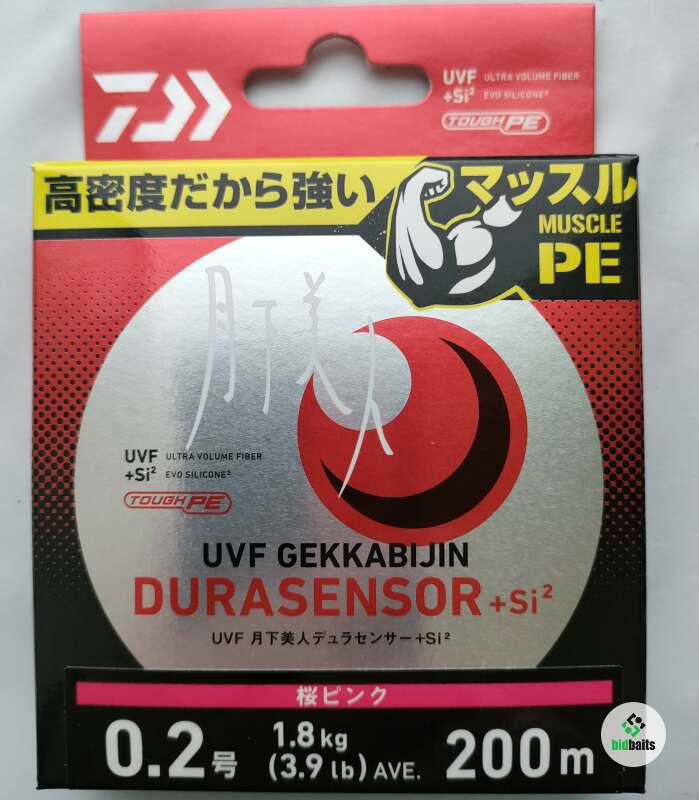 UVF ULTRA VOLUME FIBER
+Si² EVO SILICONE²
TOUGH PE
高密度だから強い
マッスル
MUSCLE
PE
月下美人
UVF ULTRA VOLUME FIBER
+Si² EVO SILICONE²
TOUGH PE
UVF GEKKABIJIN
DURASENSOR +Si²
UVF 月下美人デュラセンサー+Si²
桜ピンク
0.2号 1.8kg (3.9 lb) AVE. 200m
bidbaits